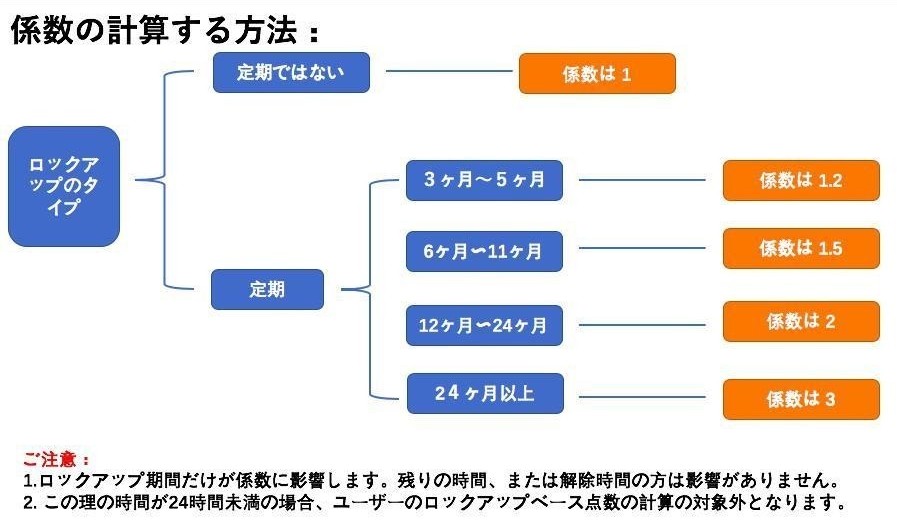 係数の計算する方法：
定期ではない
係数は 1
ロックア
ップのタ
イプ
３ヶ月～５ヶ月
係数は 1.2
6ヶ月～11ヶ月
係数は 1.5
定期
12ヶ月～24ヶ月
係数は 2
2４ヶ月以上
係数は 3
ご注意：
1.ロックアップ期間だけが係数に影響します。残りの時間、または解除時間の方は影響がありません。
2. この理の時間が24時間未満の場合、ユーザーのロックアップベース点数の計算の対象外となります。